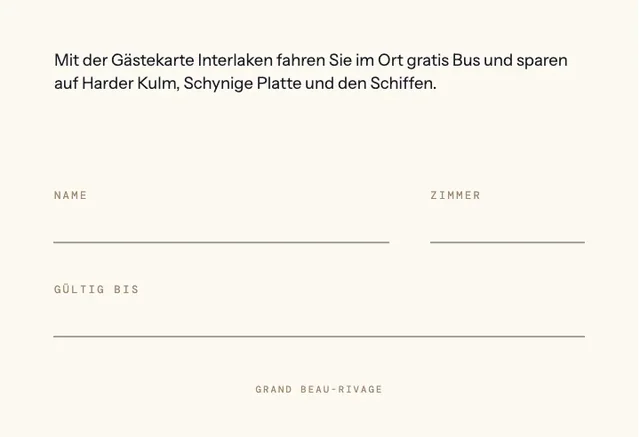 Mit der Gästekarte Interlaken fahren Sie im Ort gratis Bus und sparen
auf Harder Kulm, Schynige Platte und den Schiffen.
NAME
ZIMMER
GÜLTIG BIS
GRAND BEAU-RIVAGE